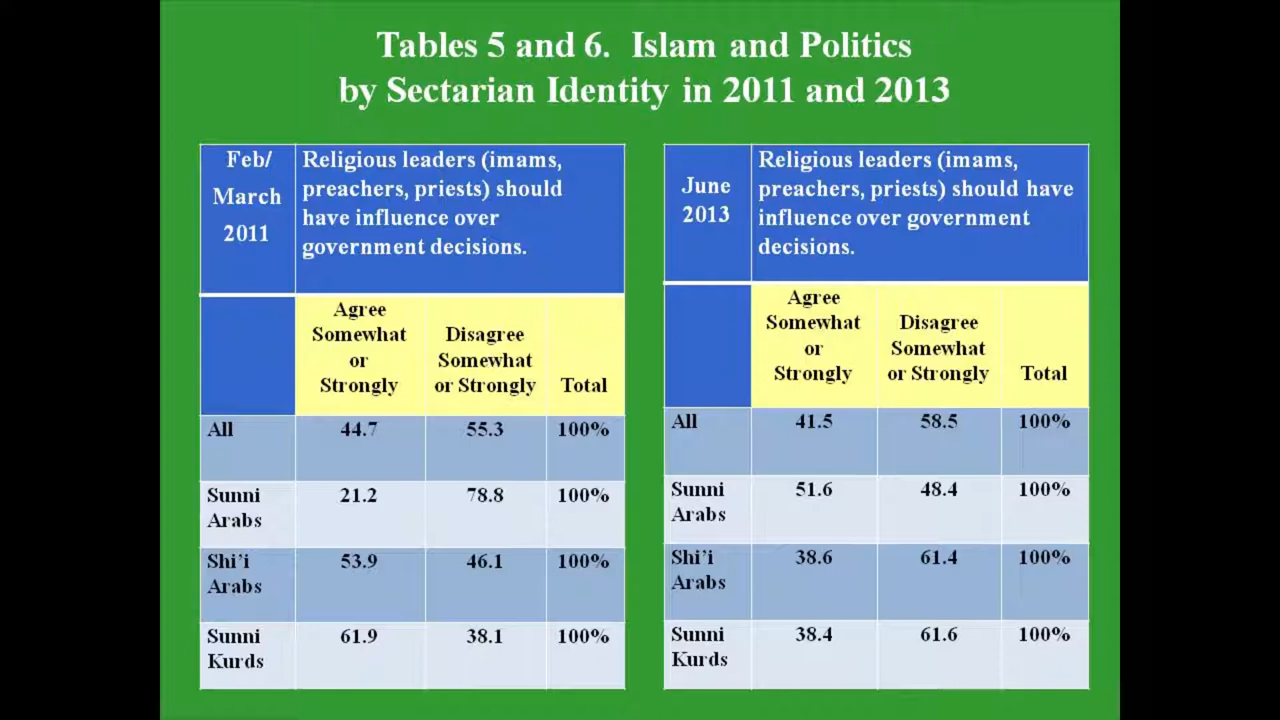 Tables 5 and 6. Islam and Politics
by Sectarian Identity in 2011 and 2013
Feb/
March
2011
Religious leaders (imams,
preachers, priests) should
have influence over
government decisions.
Agree
Somewhat
or
Strongly
Disagree
Somewhat
or Strongly
Total
All
44.7
55.3
100%
Sunni
Arabs
21.2
78.8
100%
Shi’i
Arabs
53.9
46.1
100%
Sunni
Kurds
61.9
38.1
100%
June
2013
Religious leaders (imams,
preachers, priests) should have
influence over government
decisions.
Agree
Somewhat
or
Strongly
Disagree
Somewhat
or Strongly
Total
All
41.5
58.5
100%
Sunni
Arabs
51.6
48.4
100%
Shi’i
Arabs
38.6
61.4
100%
Sunni
Kurds
38.4
61.6
100%